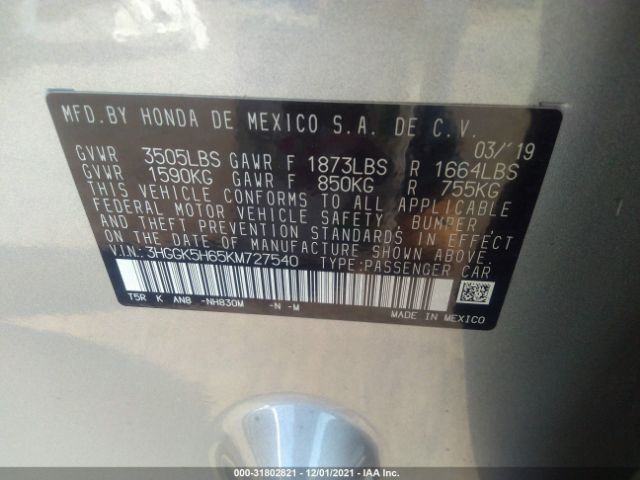 MFD.BY HONDA DE MEXICO S.A. DE C.V.
03/'19
GVWR 3505LBS GAWR F 1873LBS R 1664LBS
GVWR 1590KG GAWR F 850KG R 755KG
THIS VEHICLE CONFORMS TO ALL APPLICABLE
FEDERAL MOTOR VEHICLE SAFETY, BUMPER,
AND THEFT PREVENTION STANDARDS IN EFFECT
ON THE DATE OF MANUFACTURE SHOWN ABOVE.
VIN: 3HGGK5H65KM727540 TYPE:PASSENGER CAR
T5R K AN8 -NH830M -N -M
MADE IN MEXICO
000-31802821 - 12/01/2021 - IAA Inc.